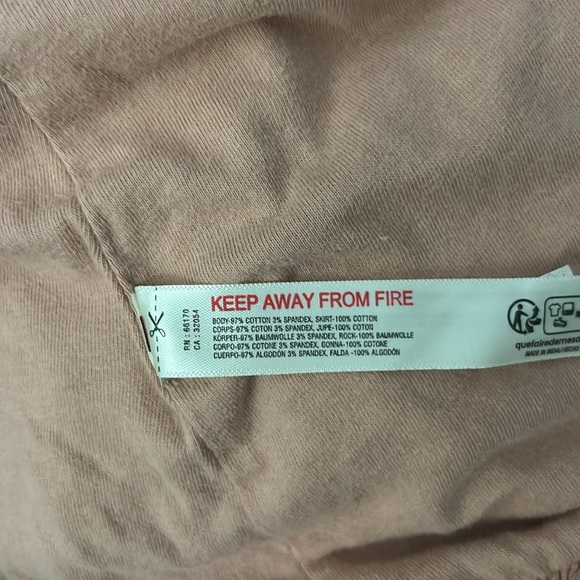 KEEP AWAY FROM FIRE
BODY-97% COTTON 3% SPANDEX, SKIRT-100% COTTON
CORPS-97% COTON 3% SPANDEX, JUPE-100% COTON
KÖRPER-97% BAUMWOLLE 3% SPANDEX, ROCK-100% BAUMWOLLE
CORPO-97% COTONE 3% SPANDEX, GONNA-100% COTONE
CUERPO-97% ALGODÓN 3% SPANDEX, FALDA -100% ALGODÓN
RN : 66170
CA : 32054
quefairedemesd
MADE IN INDIA